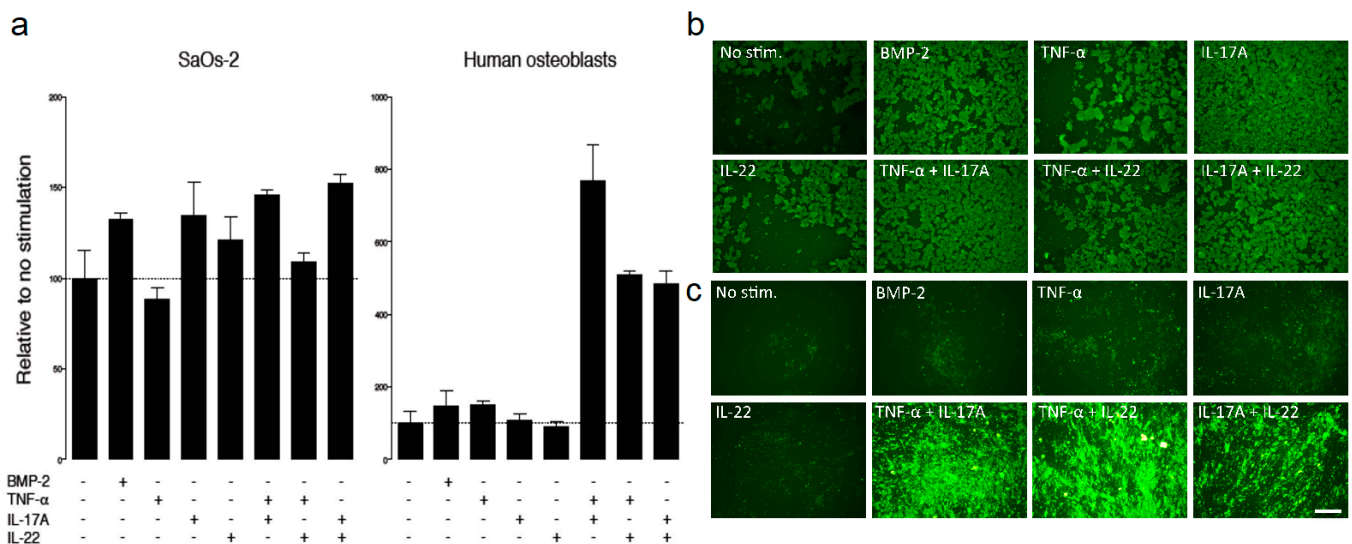 a
SaOs-2
Human osteoblasts
Relative to no stimulation
200
150
100
50
0
1000
800
600
400
200
100
0
BMP-2 - + - - - - - - - + - - - - - -
TNF-α - - + - - + + - - - + - - + + -
IL-17A - - - + - + - + - - - + - + - +
IL-22 - - - - + - + + - - - - + - + +
b
No stim. BMP-2 TNF-α IL-17A
IL-22 TNF-α + IL-17A TNF-α + IL-22 IL-17A + IL-22
c
No stim. BMP-2 TNF-α IL-17A
IL-22 TNF-α + IL-17A TNF-α + IL-22 IL-17A + IL-22